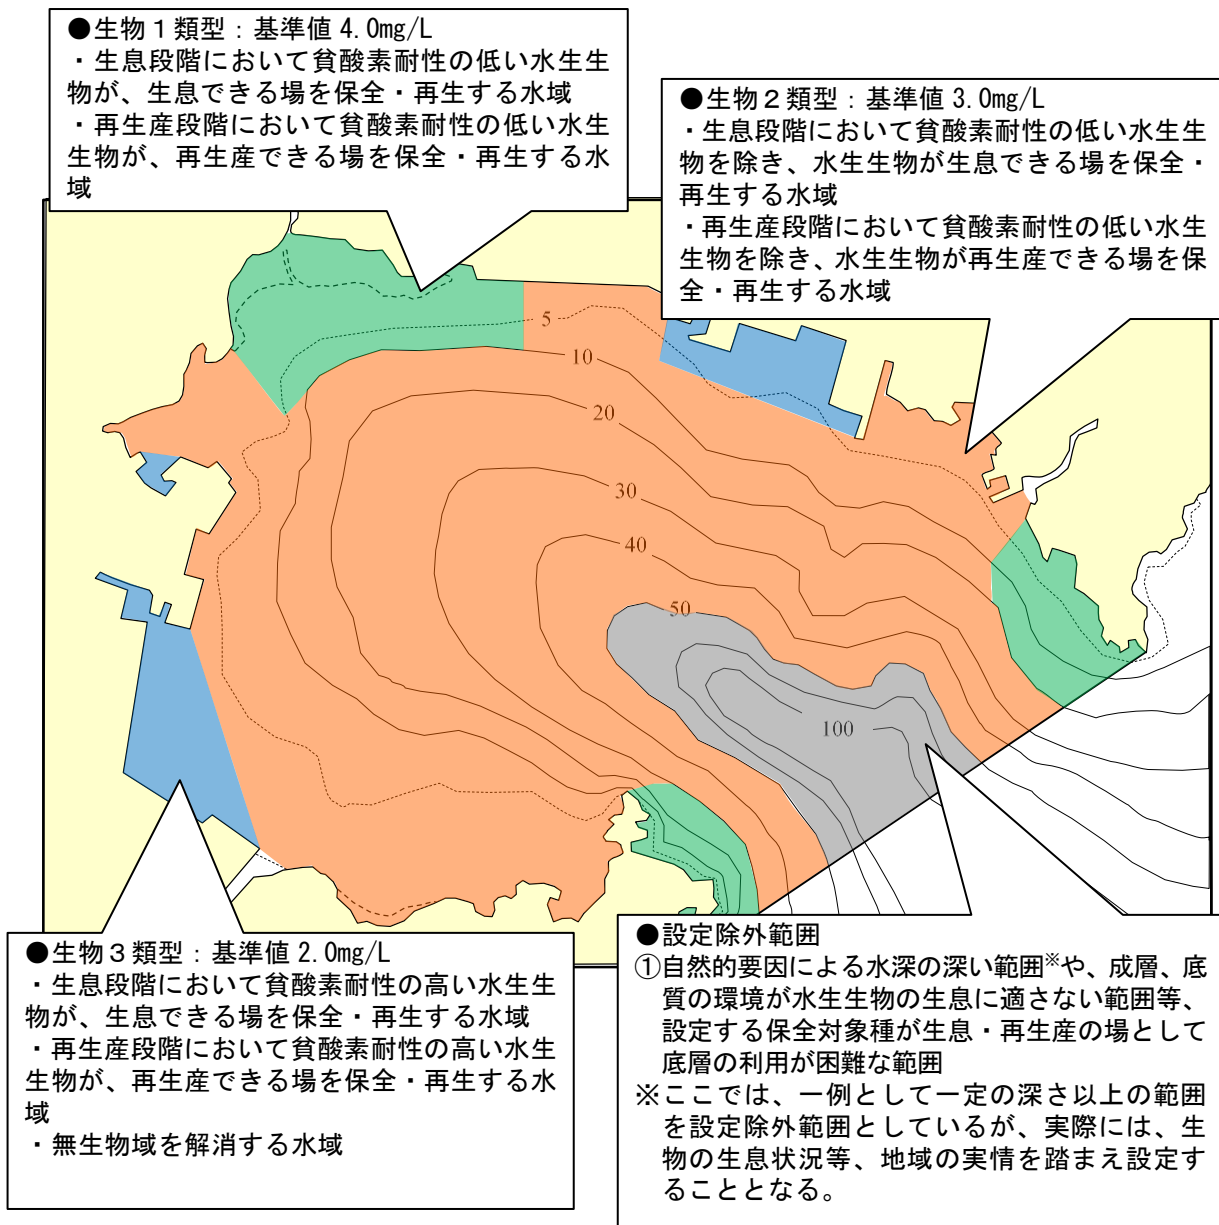 ●生物１類型：基準値 4.0mg/L
・生息段階において貧酸素耐性の低い水生生
物が、生息できる場を保全・再生する水域
・再生産段階において貧酸素耐性の低い水生
生物が、再生産できる場を保全・再生する水
域
●生物２類型：基準値 3.0mg/L
・生息段階において貧酸素耐性の低い水生生
物を除き、水生生物が生息できる場を保全・
再生する水域
・再生産段階において貧酸素耐性の低い水生
生物を除き、水生生物が再生産できる場を保
全・再生する水域
5
10
20
30
40
50
100
●生物３類型：基準値 2.0mg/L
・生息段階において貧酸素耐性の高い水生生
物が、生息できる場を保全・再生する水域
・再生産段階において貧酸素耐性の高い水生
生物が、再生産できる場を保全・再生する水
域
・無生物域を解消する水域
●設定除外範囲
①自然的要因による水深の深い範囲※や、成層、底
質の環境が水生生物の生息に適さない範囲等、
設定する保全対象種が生息・再生産の場として
底層の利用が困難な範囲
※ここでは、一例として一定の深さ以上の範囲
を設定除外範囲としているが、実際には、生
物の生息状況等、地域の実情を踏まえ設定す
ることとなる。